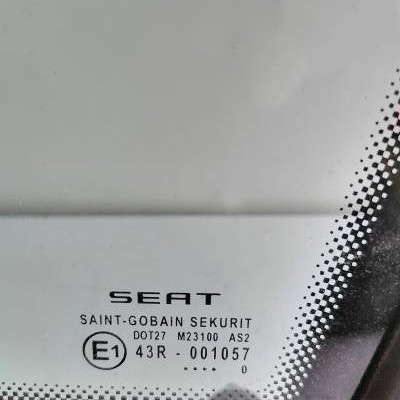 SEAT
SAINT-GOBAIN SEKURIT
DOT27 M23100 AS2
E1 43R - 001057
.... 0